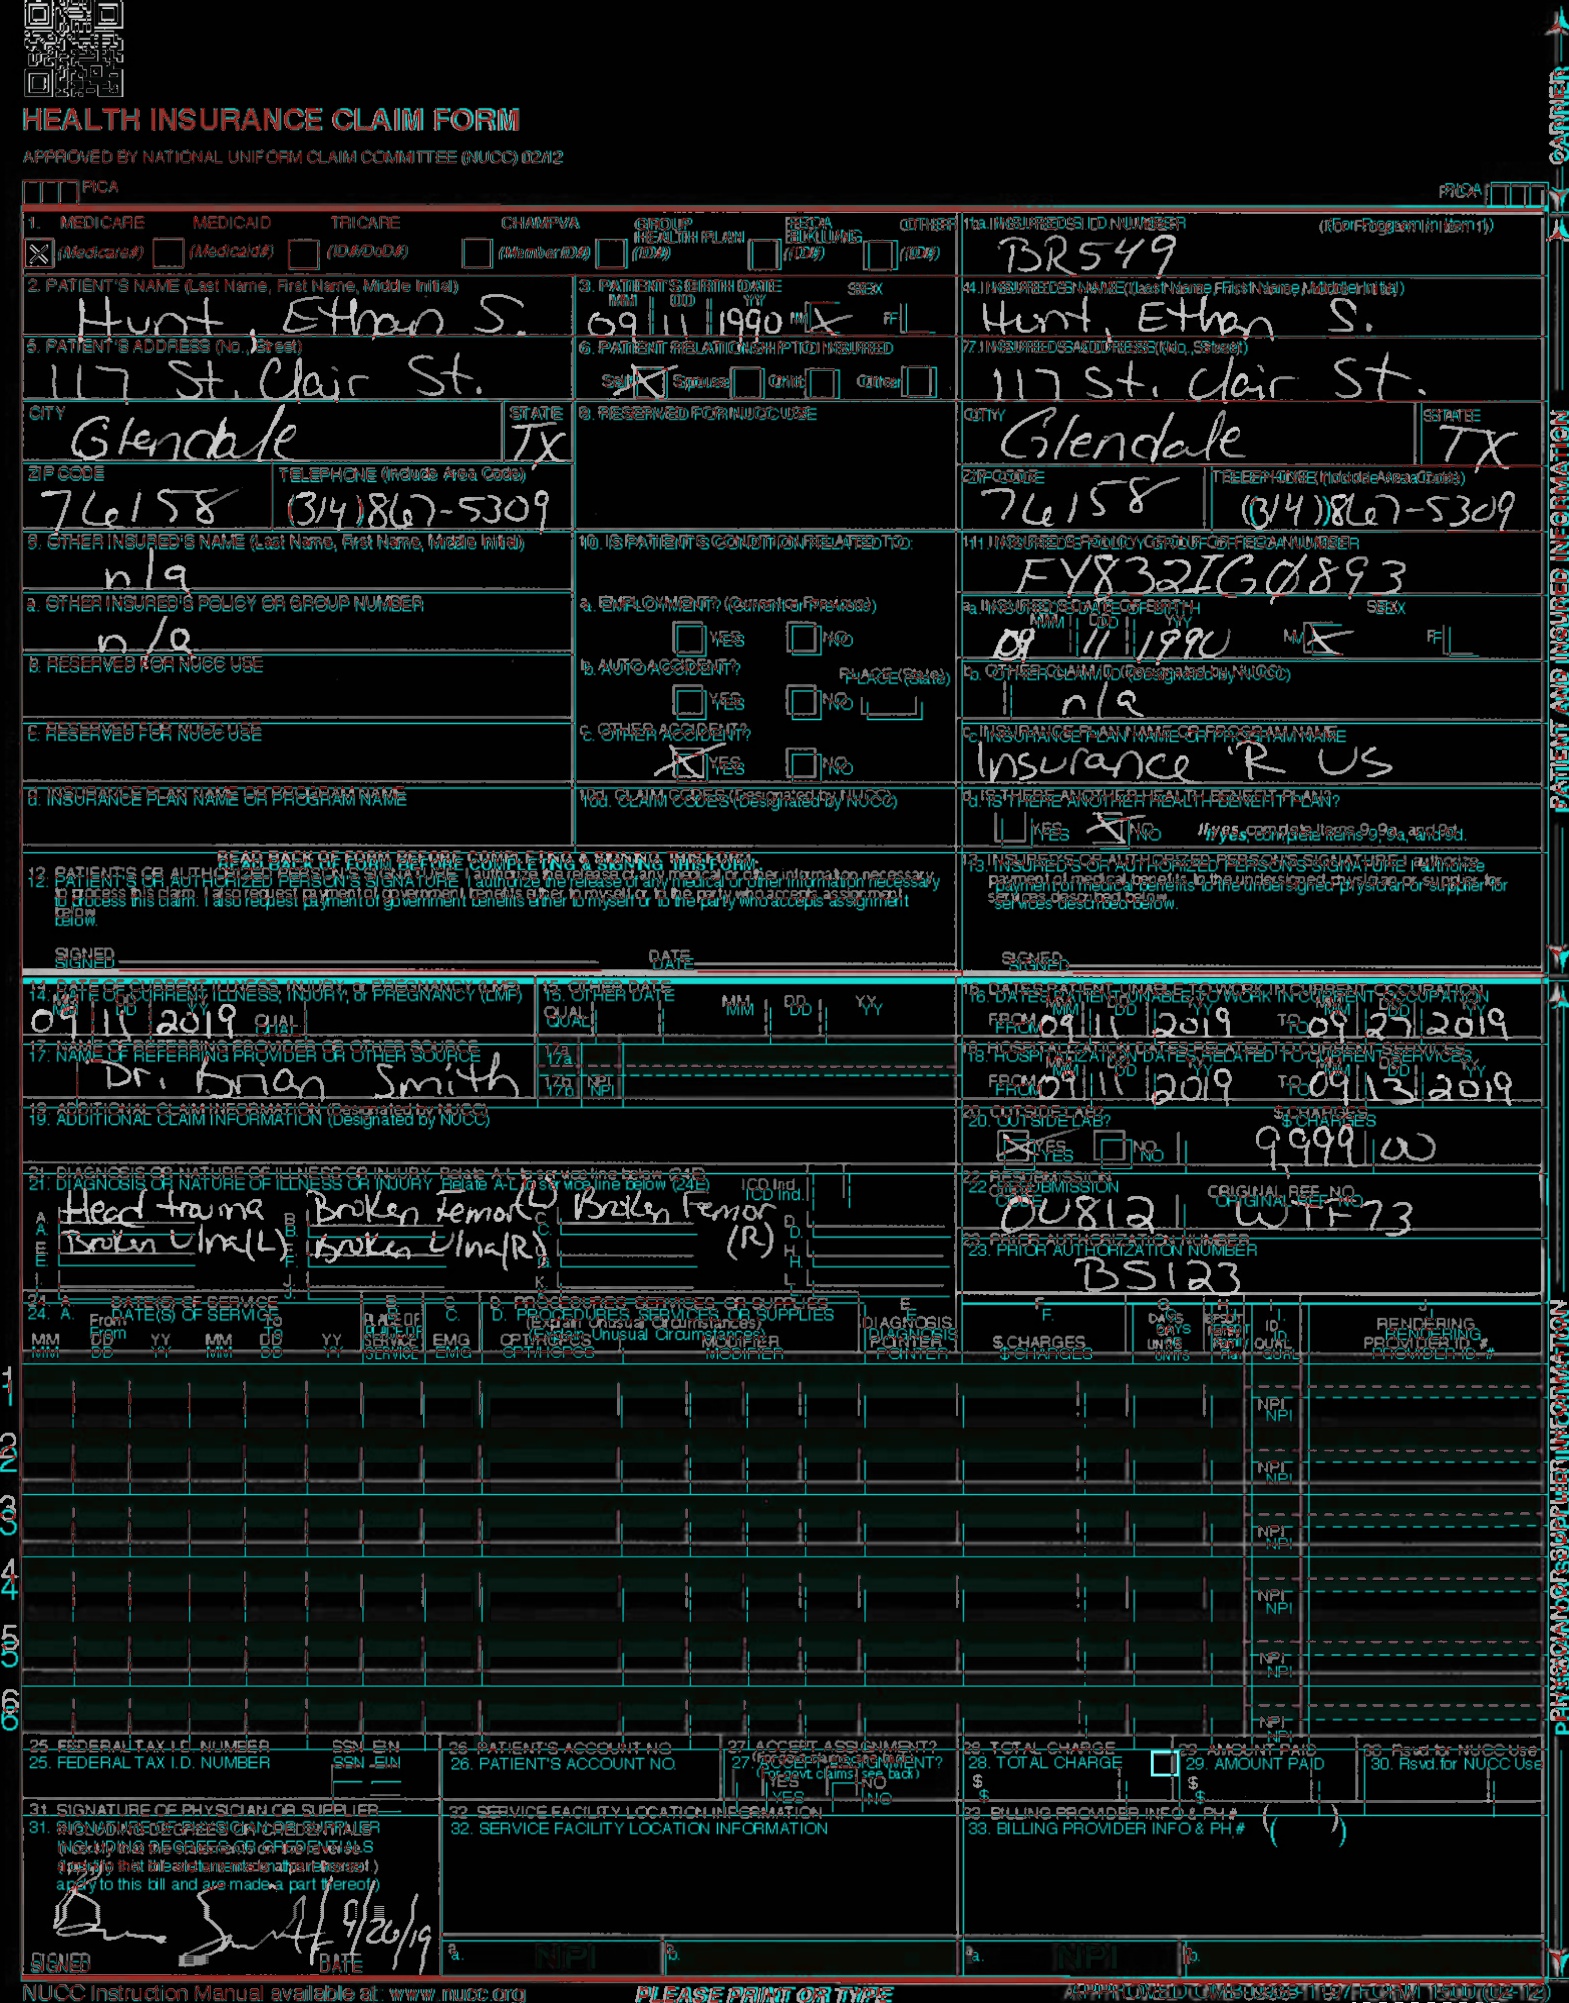 HEALTH INSURANCE CLAIM FORM
APPROVED BY NATIONAL UNIFORM CLAIM COMMITTEE (NUCC) 02/12
PICA PICA
CARRIER
1. MEDICARE MEDICAID TRICARE CHAMPVA GROUP HEALTH PLAN FECA BLK LUNG OTHER 1a. INSURED'S I.D. NUMBER (For Program in Item 1)
X (Medicare#) (Medicaid#) (ID#/DoD#) (Member ID#) (ID#) (ID#) (ID#) BR549
2. PATIENT'S NAME (Last Name, First Name, Middle Initial) 3. PATIENT'S BIRTH DATE SEX 4. INSURED'S NAME (Last Name, First Name, Middle Initial)
MM DD YY
Hunt, Ethan S. 09 11 1990 M X F Hunt, Ethan S.
5. PATIENT'S ADDRESS (No., Street) 6. PATIENT RELATIONSHIP TO INSURED 7. INSURED'S ADDRESS (No., Street)
117 St. Clair St. Self X Spouse Child Other 117 St. Clair St.
CITY STATE 8. RESERVED FOR NUCC USE CITY STATE
Glendale TX Glendale TX
ZIP CODE TELEPHONE (Include Area Code) ZIP CODE TELEPHONE (Include Area Code)
76158 (314)867-5309 76158 (314)867-5309
9. OTHER INSURED'S NAME (Last Name, First Name, Middle Initial) 10. IS PATIENT'S CONDITION RELATED TO: 11. INSURED'S POLICY GROUP OR FECA NUMBER
n/a FY832IG0893
a. OTHER INSURED'S POLICY OR GROUP NUMBER a. EMPLOYMENT? (Current or Previous) a. INSURED'S DATE OF BIRTH SEX
MM DD YY
n/a YES NO 09 11 1990 M X F
b. RESERVED FOR NUCC USE b. AUTO ACCIDENT? PLACE (State) b. OTHER CLAIM ID (Designated by NUCC)
YES NO n/a
c. RESERVED FOR NUCC USE c. OTHER ACCIDENT? c. INSURANCE PLAN NAME OR PROGRAM NAME
X YES NO Insurance 'R US
d. INSURANCE PLAN NAME OR PROGRAM NAME 10d. CLAIM CODES (Designated by NUCC) d. IS THERE ANOTHER HEALTH BENEFIT PLAN?
YES X NO If yes, complete items 9, 9a, and 9d.
READ BACK OF FORM BEFORE COMPLETING & SIGNING THIS FORM.
12. PATIENT'S OR AUTHORIZED PERSON'S SIGNATURE I authorize the release of any medical or other information necessary
to process this claim. I also request payment of government benefits either to myself or to the party who accepts assignment
below.
13. INSURED'S OR AUTHORIZED PERSON'S SIGNATURE I authorize
payment of medical benefits to the undersigned physician or supplier for
services described below.
SIGNED DATE SIGNED
PATIENT AND INSURED INFORMATION
14. DATE OF CURRENT ILLNESS, INJURY, or PREGNANCY (LMP) 15. OTHER DATE 16. DATES PATIENT UNABLE TO WORK IN CURRENT OCCUPATION
MM DD YY MM DD YY MM DD YY MM DD YY
09 11 2019 QUAL. QUAL. FROM 09 11 2019 TO 09 27 2019
17. NAME OF REFERRING PROVIDER OR OTHER SOURCE 17a. 18. HOSPITALIZATION DATES RELATED TO CURRENT SERVICES
MM DD YY MM DD YY
Dr. Brian Smith 17b. NPI FROM 09 11 2019 TO 09 13 2019
19. ADDITIONAL CLAIM INFORMATION (Designated by NUCC) 20. OUTSIDE LAB? $ CHARGES
X YES NO 9,999 00
21. DIAGNOSIS OR NATURE OF ILLNESS OR INJURY Relate A-L to service line below (24E) ICD Ind. 22. RESUBMISSION CODE ORIGINAL REF. NO.
A. Head trauma B. Broken Femor(L) C. Broken Femor (R) D. OU812 WTF73
E. Broken Ulna(L) F. Broken Ulna(R) G. H. 23. PRIOR AUTHORIZATION NUMBER
I. J. K. L. BS123
24. A. DATE(S) OF SERVICE B. C. D. PROCEDURES, SERVICES, OR SUPPLIES E. F. G. H. I. J.
From To PLACE OF (Explain Unusual Circumstances) DIAGNOSIS DAYS EPSDT ID. RENDERING
MM DD YY MM DD YY SERVICE EMG CPT/HCPCS MODIFIER POINTER $ CHARGES UNITS QUAL. PROVIDER ID. #
1 NPI
2 NPI
3 NPI
4 NPI
5 NPI
6 NPI
PHYSICIAN OR SUPPLIER INFORMATION
25. FEDERAL TAX I.D. NUMBER SSN EIN 26. PATIENT'S ACCOUNT NO. 27. ACCEPT ASSIGNMENT? 28. TOTAL CHARGE 29. AMOUNT PAID 30. Rsvd. for NUCC Use
(For govt. claims, see back)
YES NO $ $
31. SIGNATURE OF PHYSICIAN OR SUPPLIER 32. SERVICE FACILITY LOCATION INFORMATION 33. BILLING PROVIDER INFO & PH # ( )
INCLUDING DEGREES OR CREDENTIALS
(I certify that the statements on the reverse
apply to this bill and are made a part thereof.)
9/26/19
SIGNED DATE a. NPI b. a. NPI b.
NUCC Instruction Manual available at: www.nucc.org PLEASE PRINT OR TYPE APPROVED OMB-0938-1197 FORM 1500 (02-12)